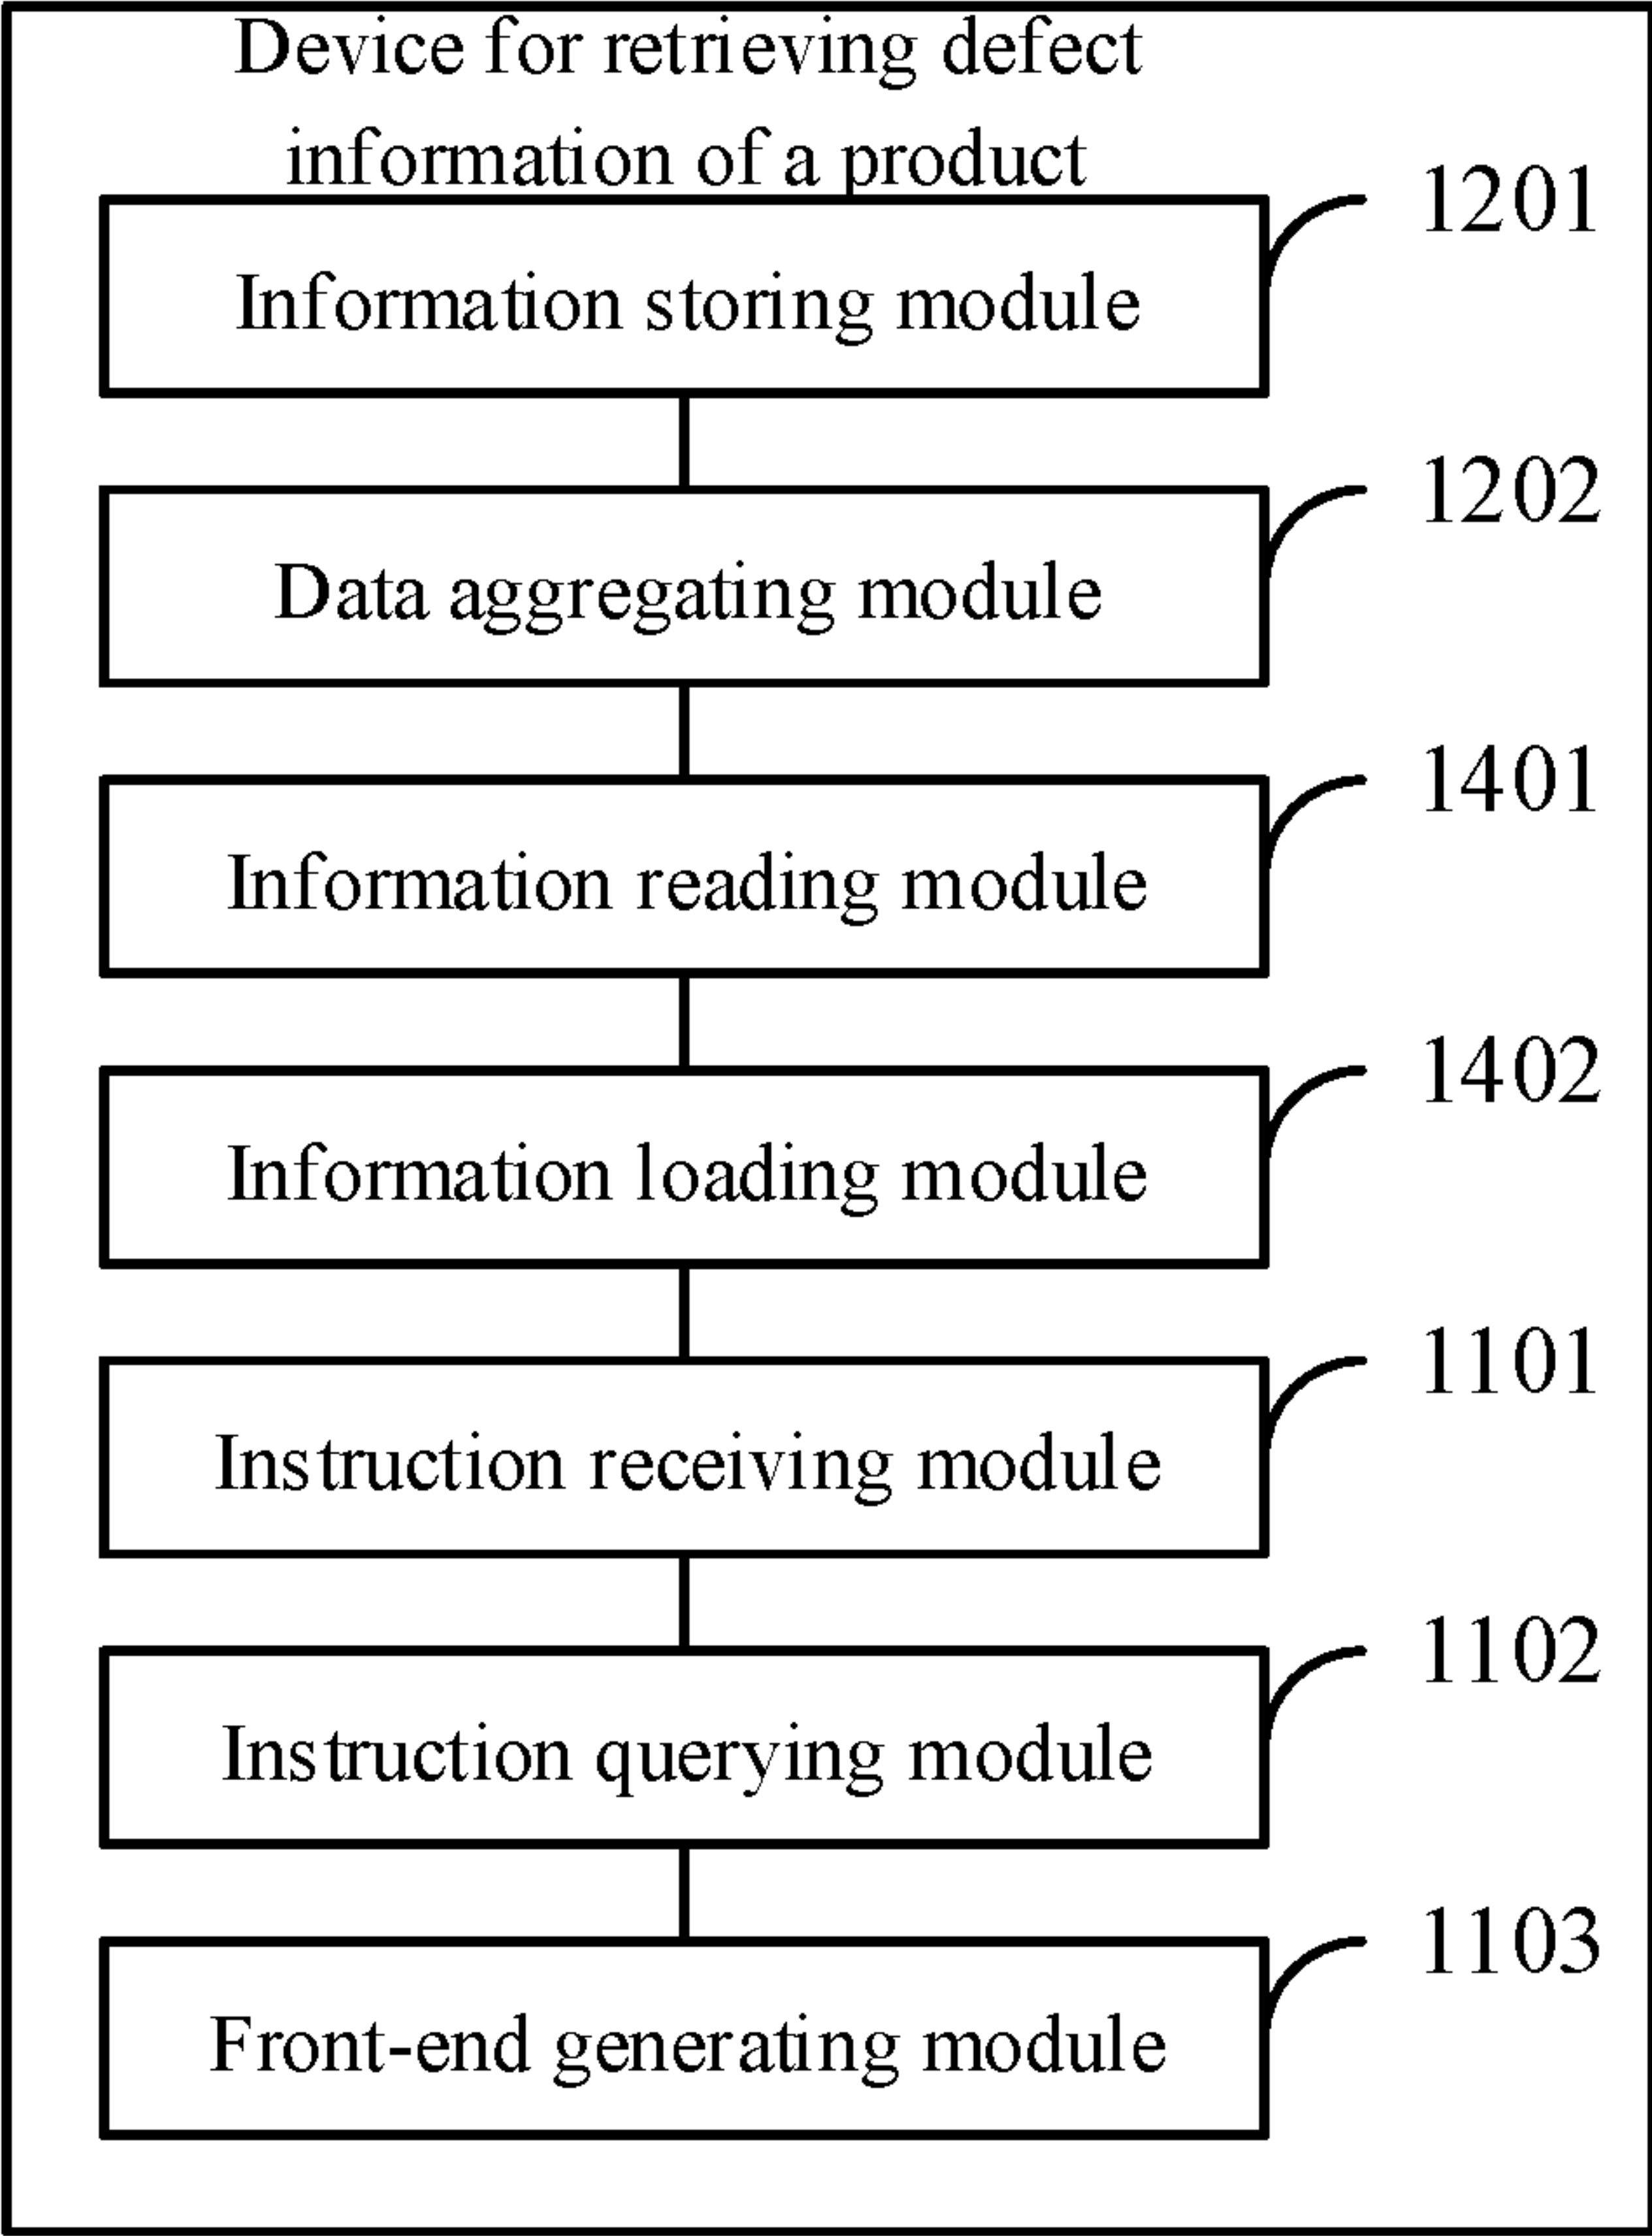 Device for retrieving defect
information of a product
1201
Information storing module
1202
Data aggregating module
1401
Information reading module
1402
Information loading module
1101
Instruction receiving module
1102
Instruction querying module
1103
Front-end generating module